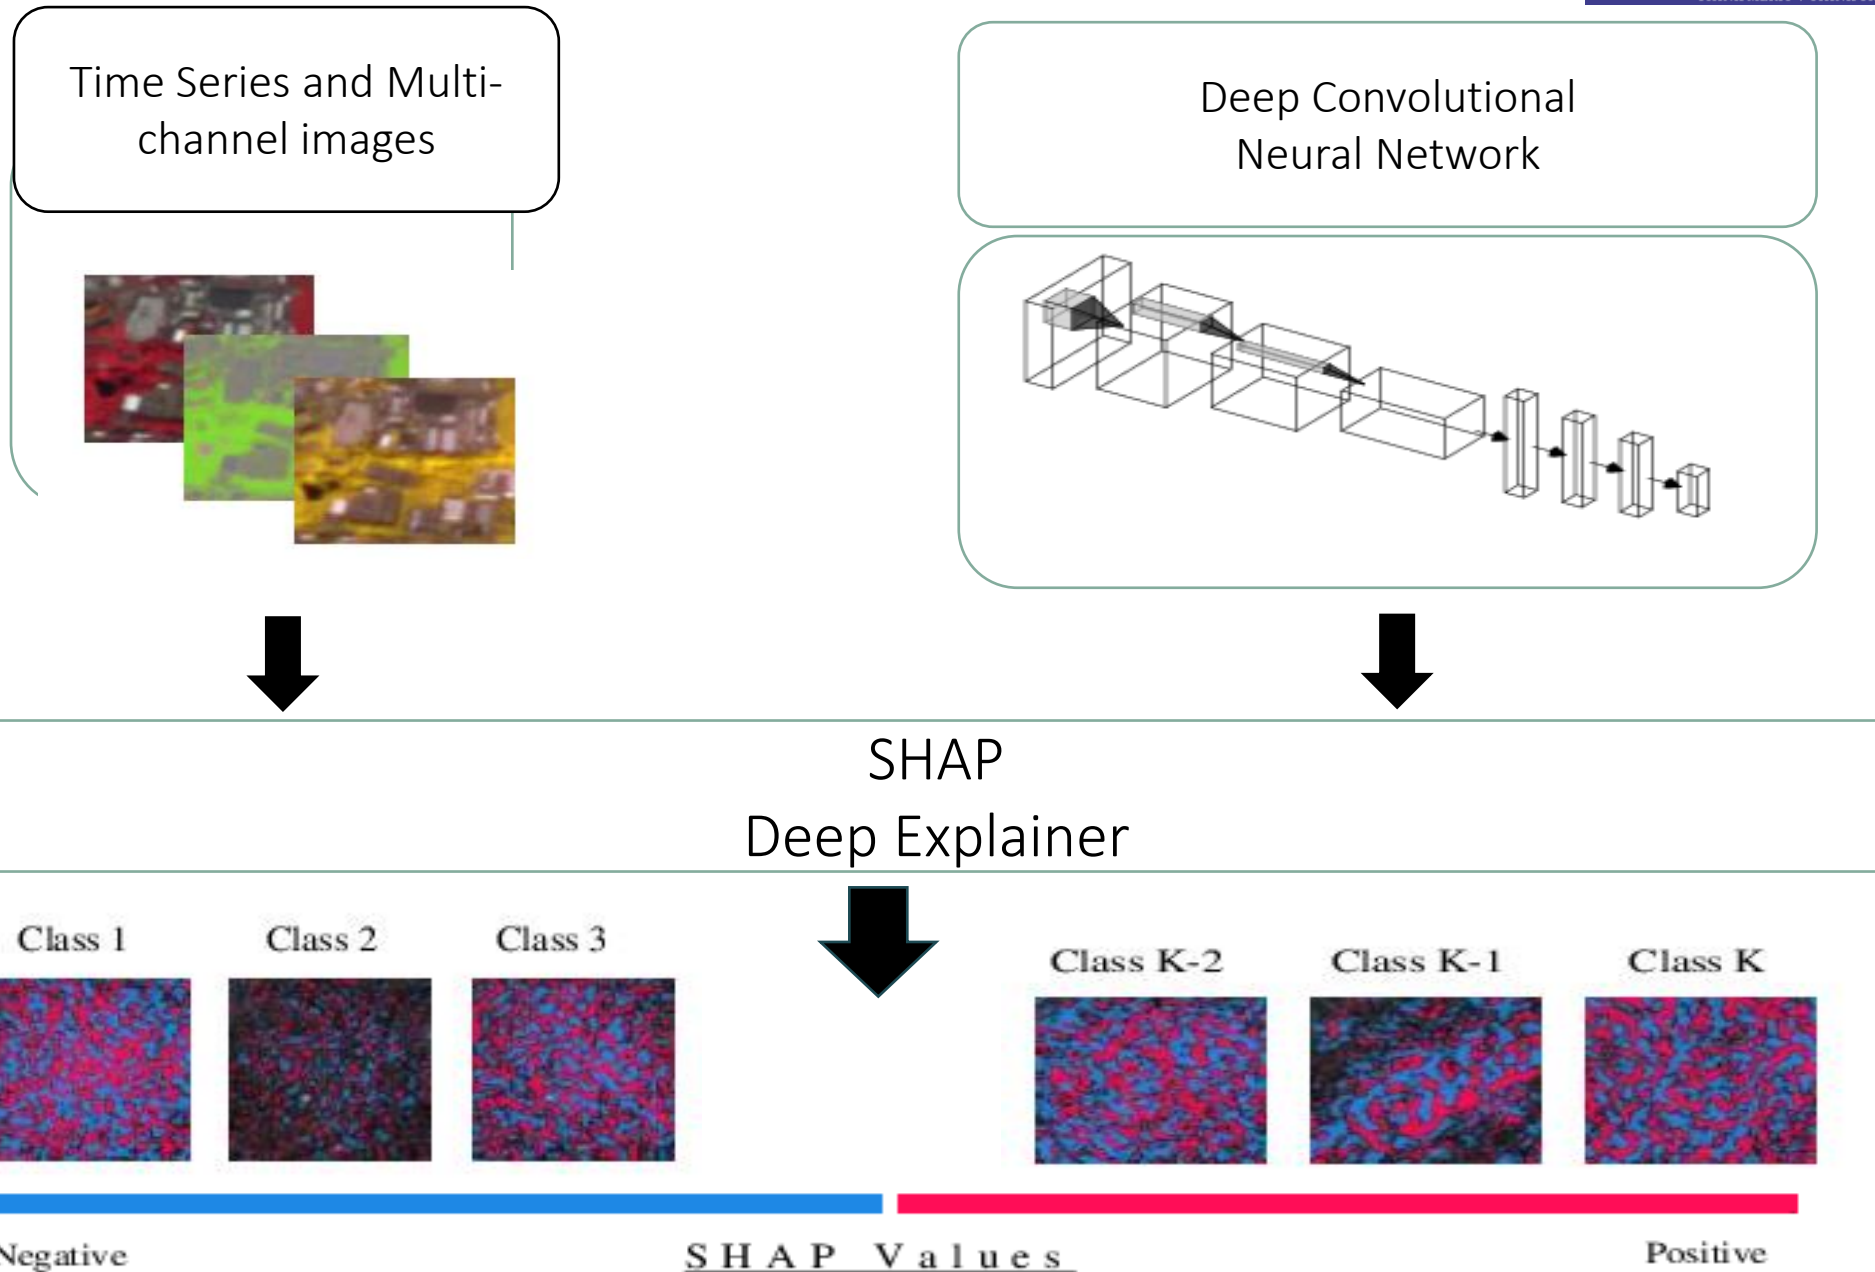 Time Series and Multi-
channel images
Deep Convolutional
Neural Network
SHAP
Deep Explainer
Class 1
Class 2
Class 3
Class K-2
Class K-1
Class K
Negative
SHAP Values
Positive